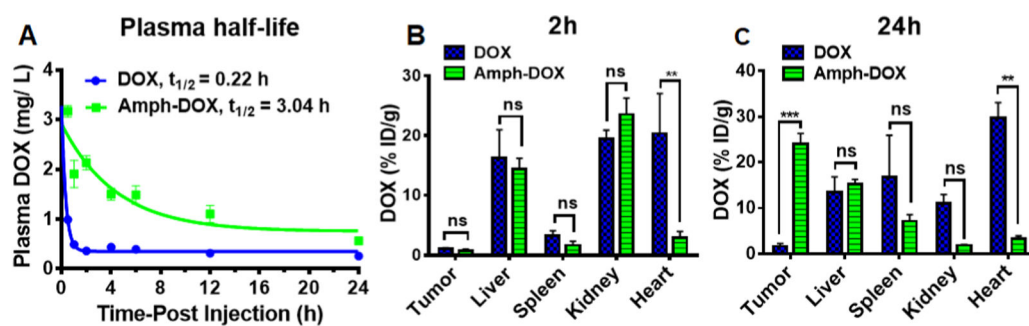 A
Plasma half-life
DOX, t1/2 = 0.22 h
Amph-DOX, t1/2 = 3.04 h
Plasma DOX (mg/ L)
4
3
2
1
0
0 4 8 12 16 20 24
Time-Post Injection (h)
B
2h
DOX
Amph-DOX
DOX (% ID/g)
30
20
10
0
ns
ns
ns
ns
**
Tumor
Liver
Spleen
Kidney
Heart
C
24h
DOX
Amph-DOX
DOX (% ID/g)
40
30
20
10
0
***
ns
ns
ns
**
Tumor
Liver
Spleen
Kidney
Heart